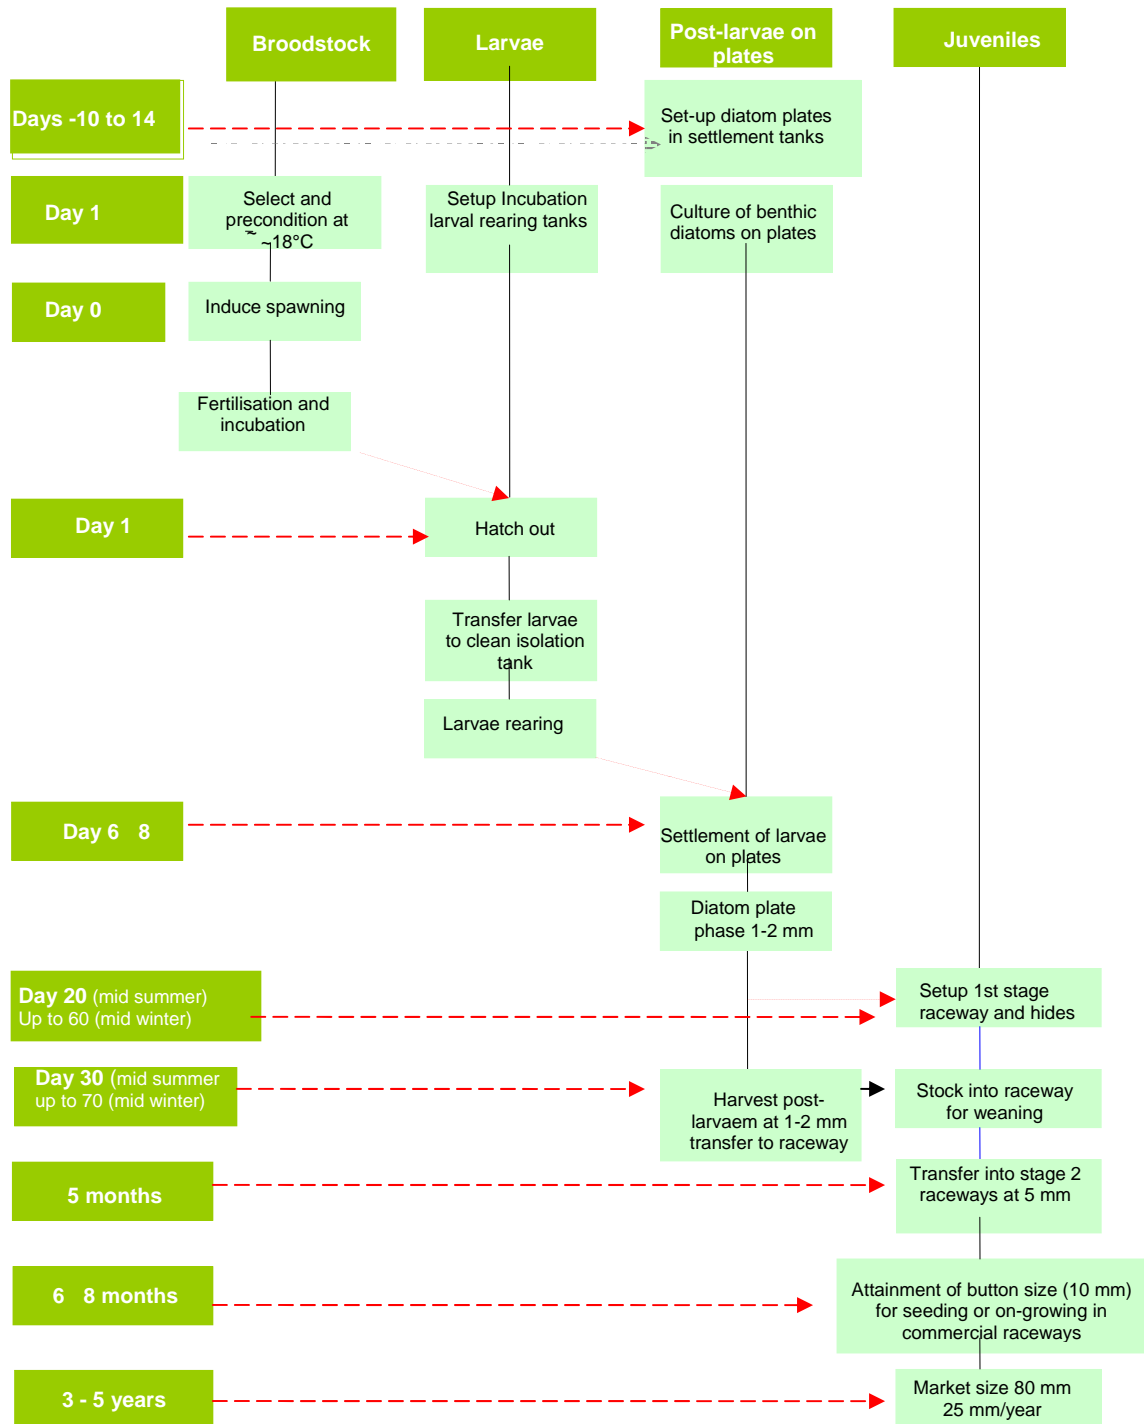 Broodstock
Larvae
Post-larvae on
plates
Juveniles
Days -10 to 14
Set-up diatom plates
in settlement tanks
Day 1
Select and
precondition at
~18°C
Setup Incubation
larval rearing tanks
Culture of benthic
diatoms on plates
Day 0
Induce spawning
Fertilisation and
incubation
Day 1
Hatch out
Transfer larvae
to clean isolation
tank
Larvae rearing
Day 6 8
Settlement of larvae
on plates
Diatom plate
phase 1-2 mm
Day 20 (mid summer)
Up to 60 (mid winter)
Setup 1st stage
raceway and hides
Day 30 (mid summer
up to 70 (mid winter)
Harvest post-
larvaem at 1-2 mm
transfer to raceway
Stock into raceway
for weaning
5 months
Transfer into stage 2
raceways at 5 mm
6 8 months
Attainment of button size (10 mm)
for seeding or on-growing in
commercial raceways
3 - 5 years
Market size 80 mm
25 mm/year